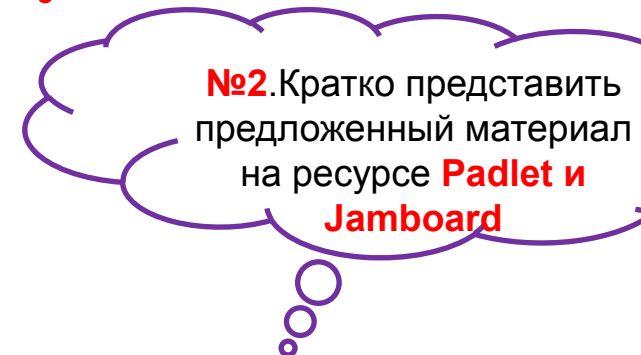 №2.Кратко представить
предложенный материал
на ресурсе Padlet и
Jamboard